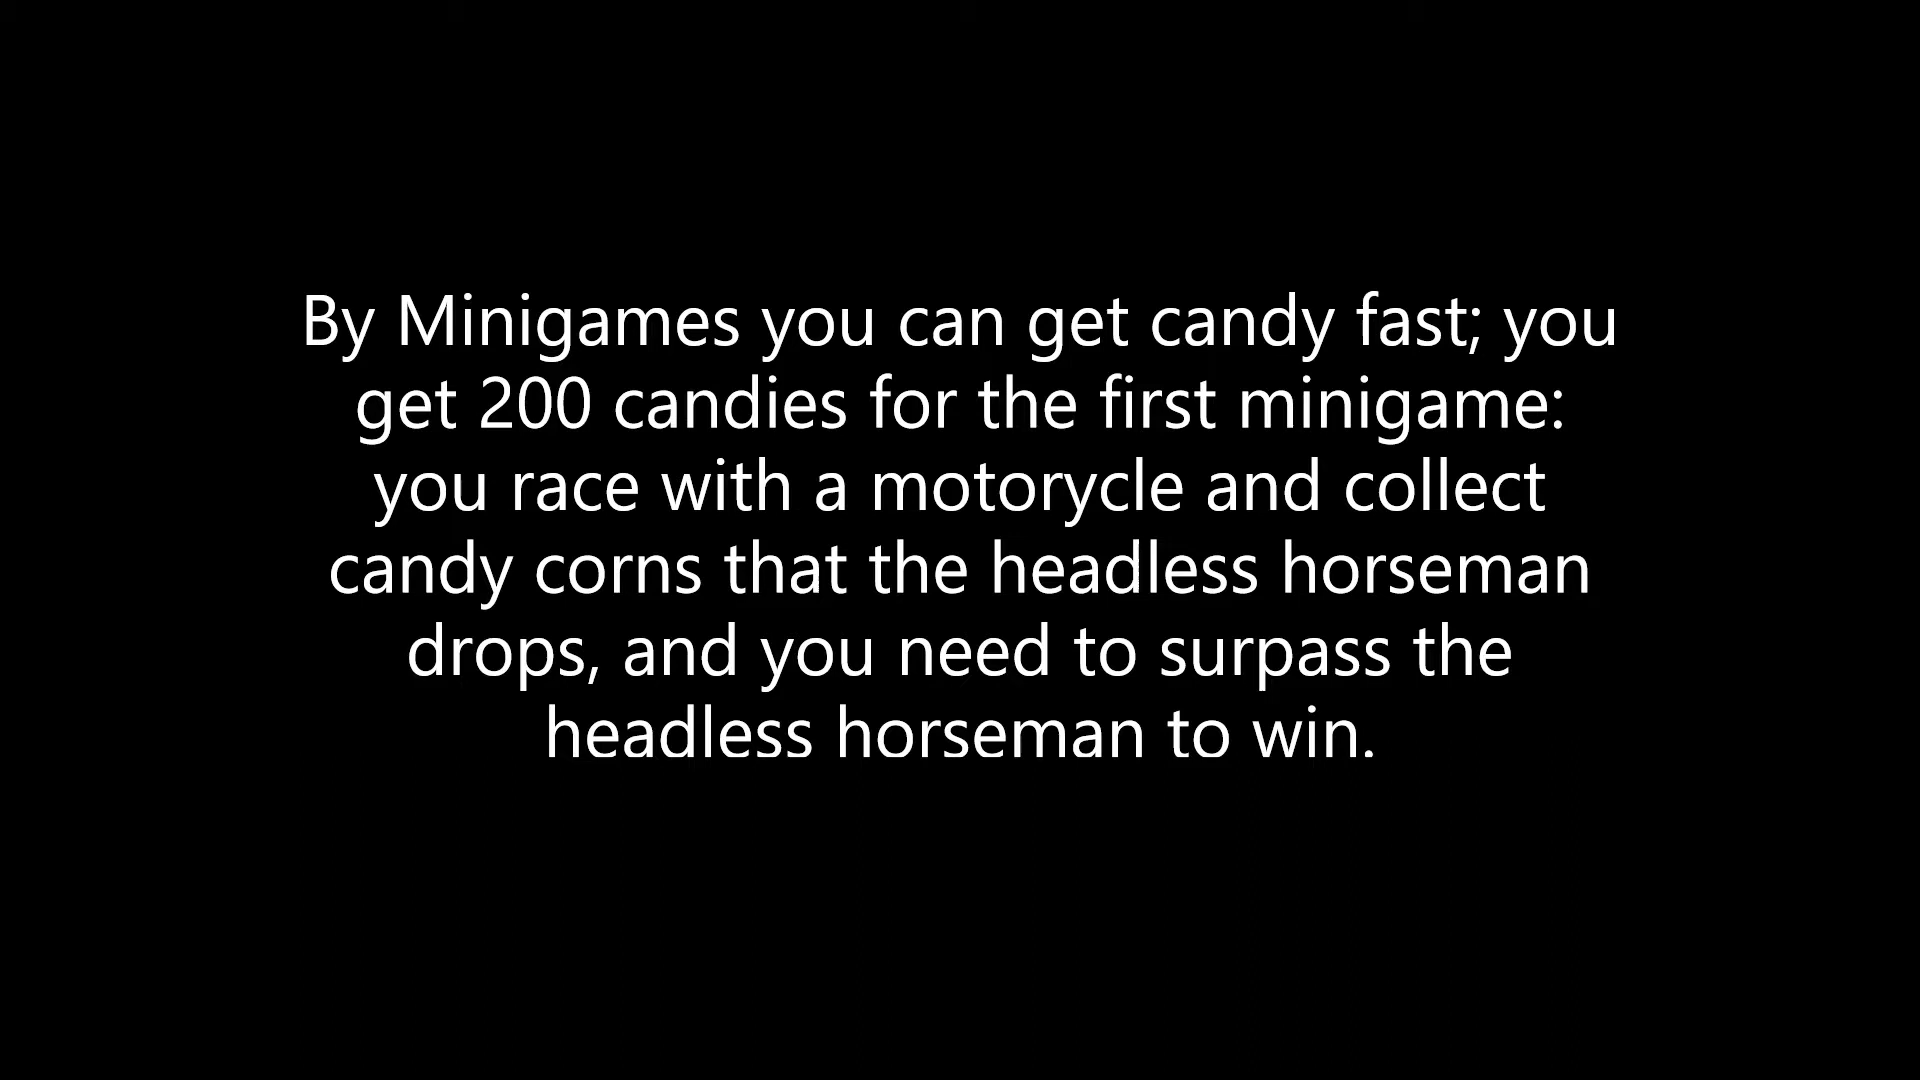 By Minigames you can get candy fast; you
get 200 candies for the first minigame:
you race with a motorycle and collect
candy corns that the headless horseman
drops, and you need to surpass the
headless horseman to win.